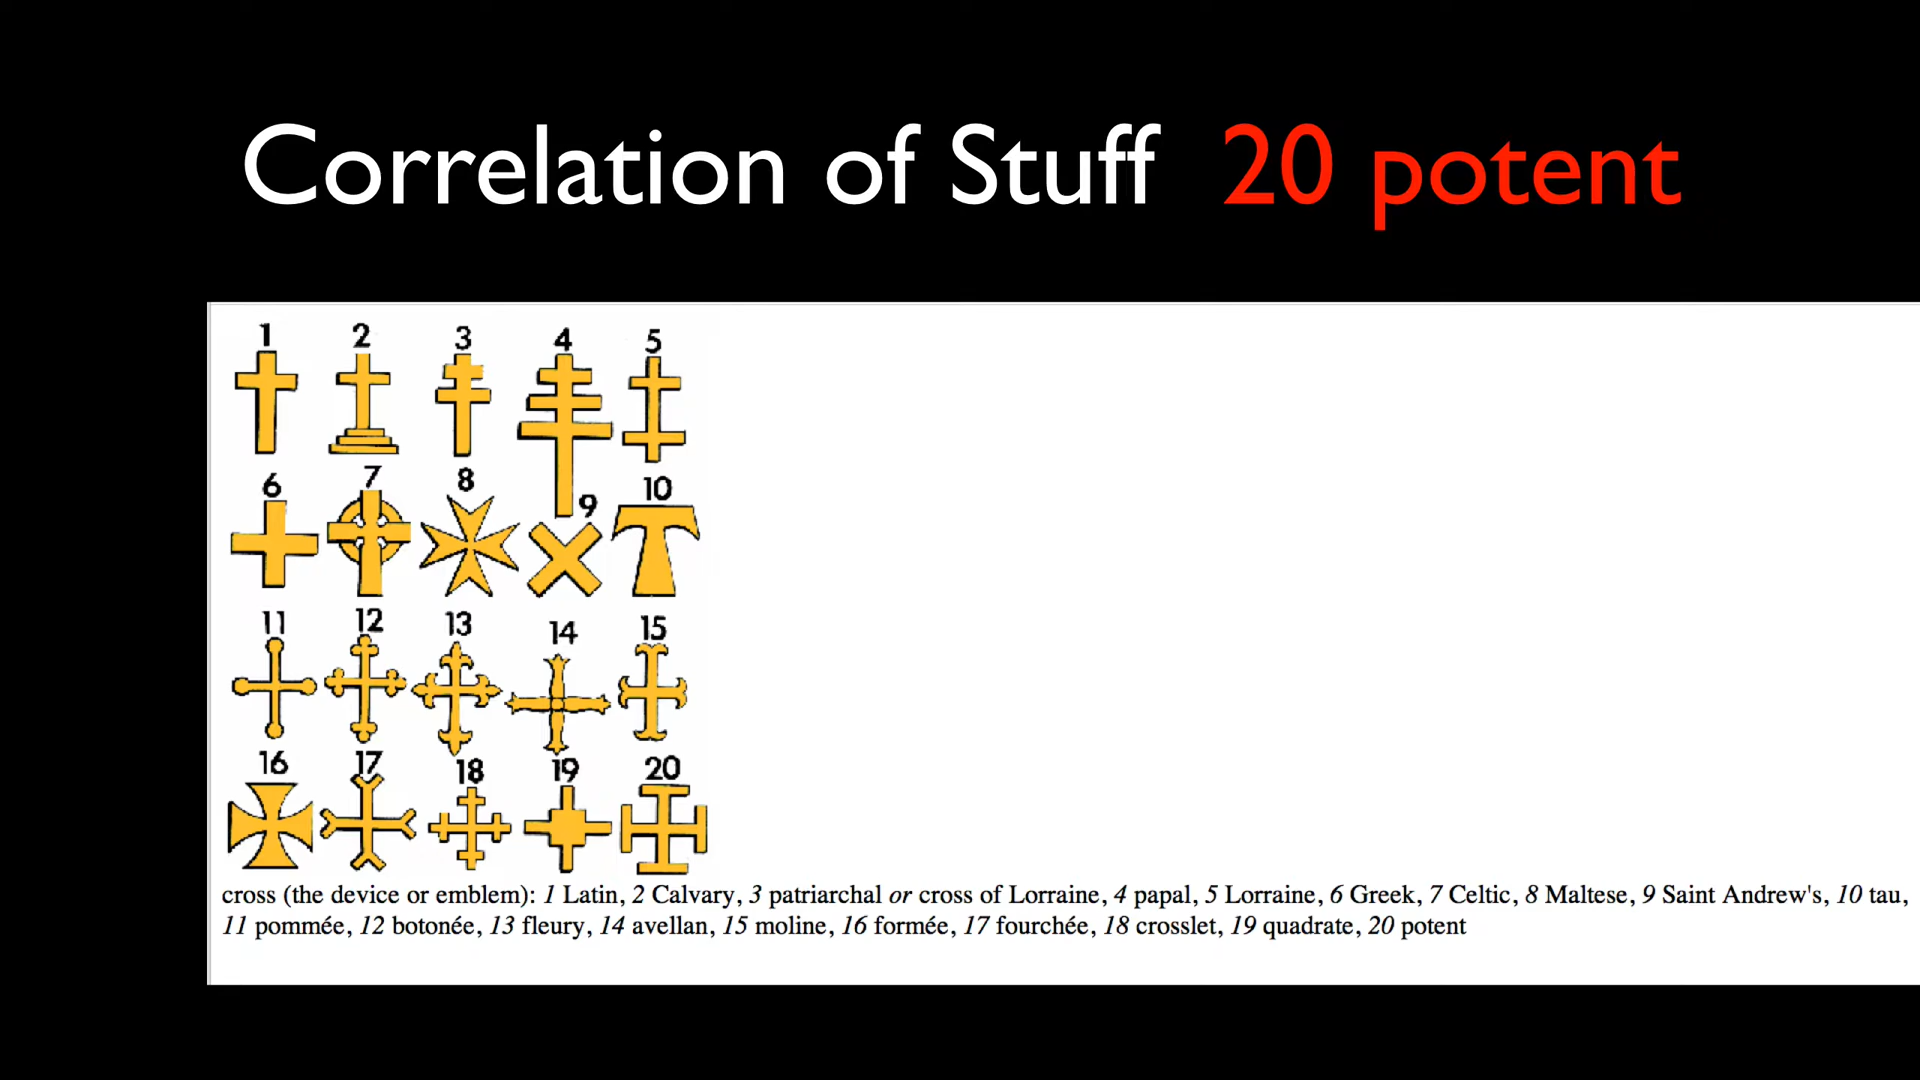 Correlation of Stuff 20 potent
1 2 3 4 5
6 7 8 9 10
11 12 13 14 15
16 17 18 19 20
cross (the device or emblem): 1 Latin, 2 Calvary, 3 patriarchal or cross of Lorraine, 4 papal, 5 Lorraine, 6 Greek, 7 Celtic, 8 Maltese, 9 Saint Andrew's, 10 tau,
11 pommée, 12 botonée, 13 fleury, 14 avellan, 15 moline, 16 formée, 17 fourchée, 18 crosslet, 19 quadrate, 20 potent